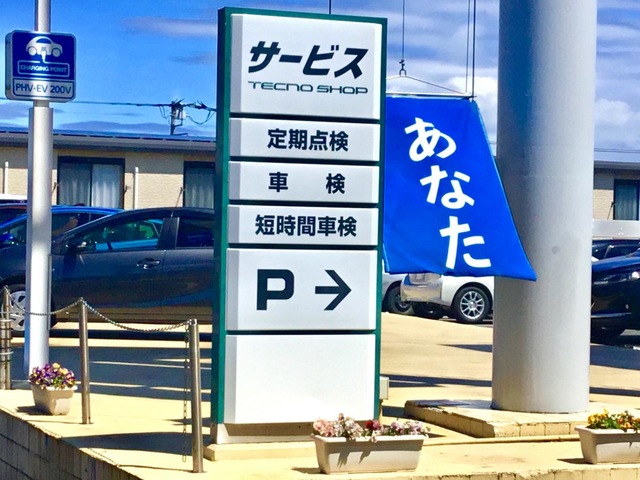 CHARGING POINT
PHV・EV 200V
サービス
TECNO SHOP
定期点検
車 検
短時間車検
P →
あなた